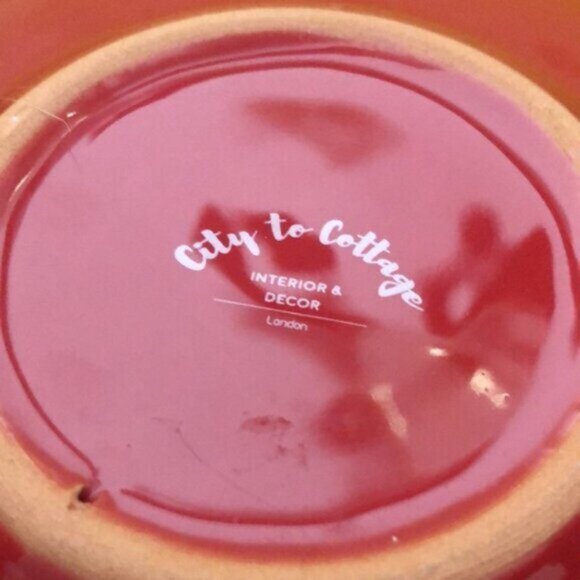 City to Cottage
INTERIOR &
DECOR
London